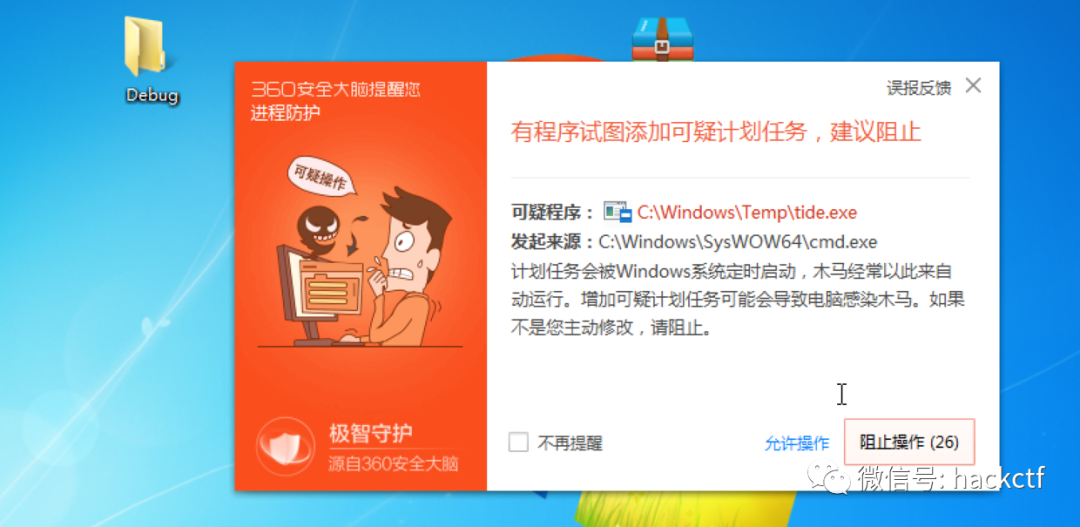 Debug
360安全大脑提醒您
进程防护
可疑操作
误报反馈
有程序试图添加可疑计划任务，建议阻止
可疑程序： C:\Windows\Temp\tide.exe
发起来源：C:\Windows\SysWOW64\cmd.exe
计划任务会被Windows系统定时启动，木马经常以此来自
动运行。增加可疑计划任务可能会导致电脑感染木马。如果
不是您主动修改，请阻止。
极智守护
源自360安全大脑
不再提醒
允许操作
阻止操作 (26)
微信号: hackctf